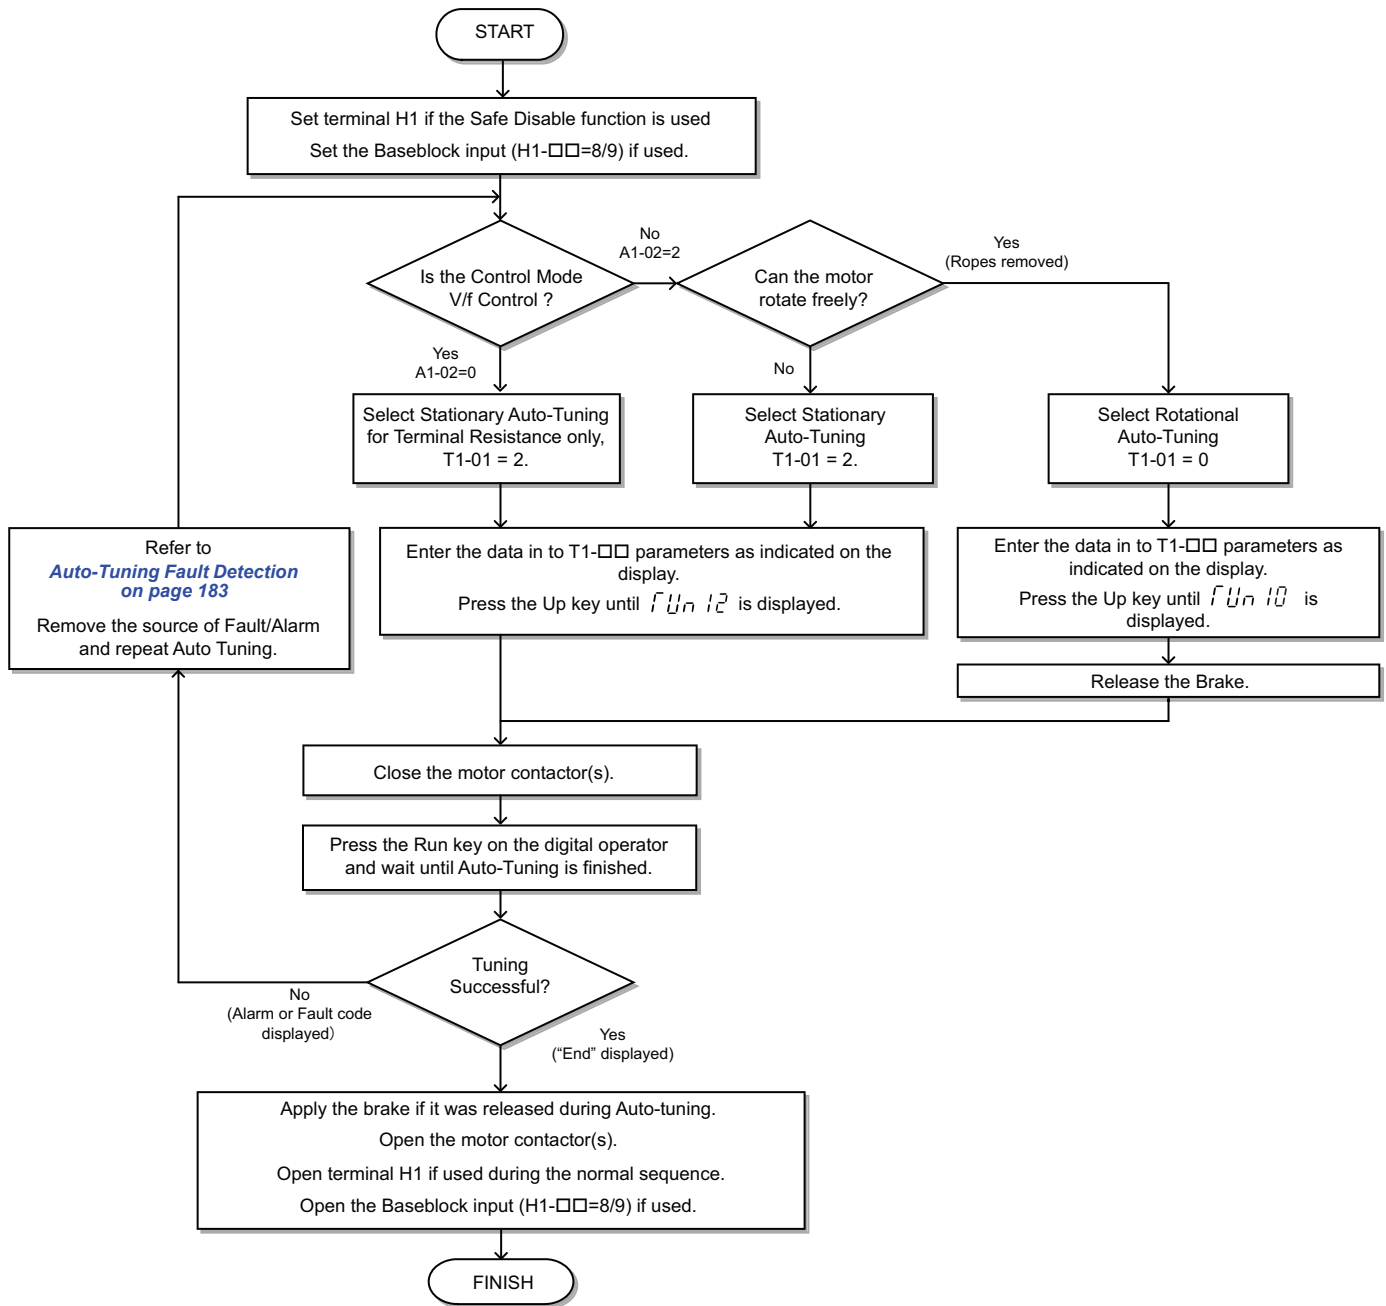 START
Set terminal H1 if the Safe Disable function is used
Set the Baseblock input (H1-□□=8/9) if used.
Is the Control Mode
V/f Control ?
No
A1-02=2
Can the motor
rotate freely?
Yes
(Ropes removed)
Yes
A1-02=0
No
Select Stationary Auto-Tuning
for Terminal Resistance only,
T1-01 = 2.
Select Stationary
Auto-Tuning
T1-01 = 2.
Select Rotational
Auto-Tuning
T1-01 = 0
Refer to
Auto-Tuning Fault Detection
on page 183
Remove the source of Fault/Alarm
and repeat Auto Tuning.
Enter the data in to T1-□□ parameters as indicated on the
display.
Press the Up key until TUn 12 is displayed.
Enter the data in to T1-□□ parameters as
indicated on the display.
Press the Up key until TUn 10 is
displayed.
Release the Brake.
Close the motor contactor(s).
Press the Run key on the digital operator
and wait until Auto-Tuning is finished.
Tuning
Successful?
No
(Alarm or Fault code
displayed)
Yes
(“End” displayed)
Apply the brake if it was released during Auto-tuning.
Open the motor contactor(s).
Open terminal H1 if used during the normal sequence.
Open the Baseblock input (H1-□□=8/9) if used.
FINISH